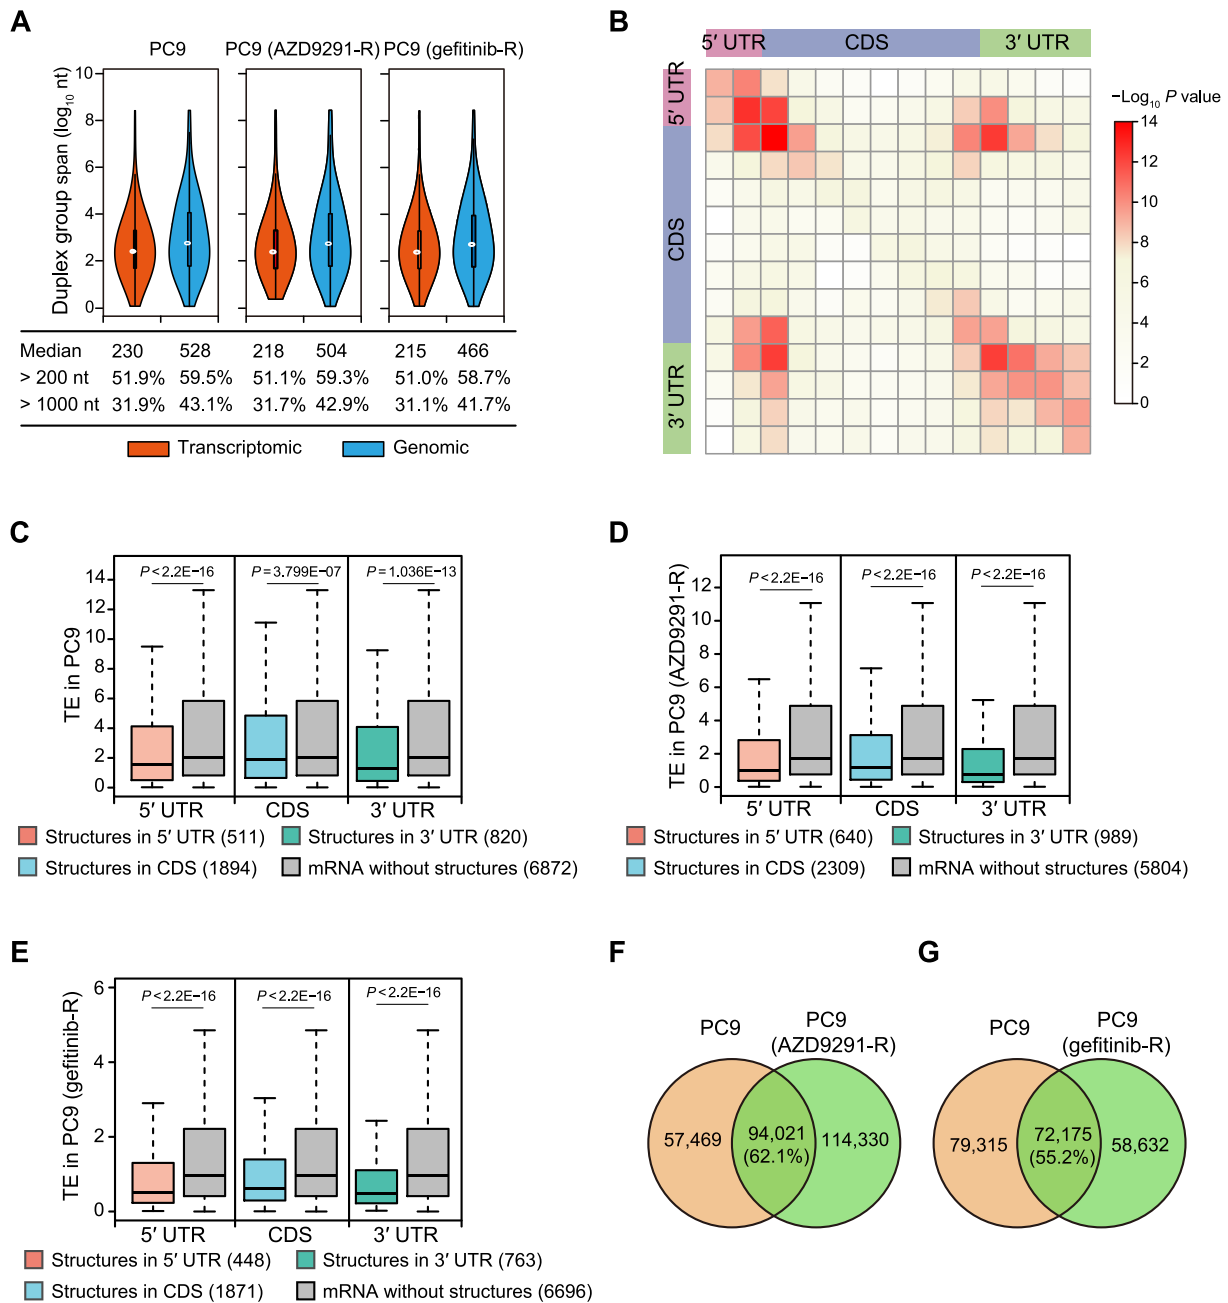 A
PC9
PC9 (AZD9291-R)
PC9 (gefitinib-R)
Duplex group span (log10 nt)
10
8
6
4
2
0
Median 230 528 218 504 215 466
> 200 nt 51.9% 59.5% 51.1% 59.3% 51.0% 58.7%
> 1000 nt 31.9% 43.1% 31.7% 42.9% 31.1% 41.7%
Transcriptomic
Genomic
B
5′ UTR
CDS
3′ UTR
5′ UTR
CDS
3′ UTR
−Log10 P value
14
12
10
8
6
4
2
0
C
TE in PC9
14
12
10
8
6
4
2
0
P<2.2E−16
P=3.799E−07
P=1.036E−13
5′ UTR
CDS
3′ UTR
Structures in 5′ UTR (511)
Structures in 3′ UTR (820)
Structures in CDS (1894)
mRNA without structures (6872)
D
TE in PC9 (AZD9291-R)
12
10
8
6
4
2
0
P<2.2E−16
P<2.2E−16
P<2.2E−16
5′ UTR
CDS
3′ UTR
Structures in 5′ UTR (640)
Structures in 3′ UTR (989)
Structures in CDS (2309)
mRNA without structures (5804)
E
TE in PC9 (gefitinib-R)
6
4
2
0
P<2.2E−16
P<2.2E−16
P<2.2E−16
5′ UTR
CDS
3′ UTR
Structures in 5′ UTR (448)
Structures in 3′ UTR (763)
Structures in CDS (1871)
mRNA without structures (6696)
F
PC9
PC9
(AZD9291-R)
57,469
94,021
(62.1%)
114,330
G
PC9
PC9
(gefitinib-R)
79,315
72,175
(55.2%)
58,632